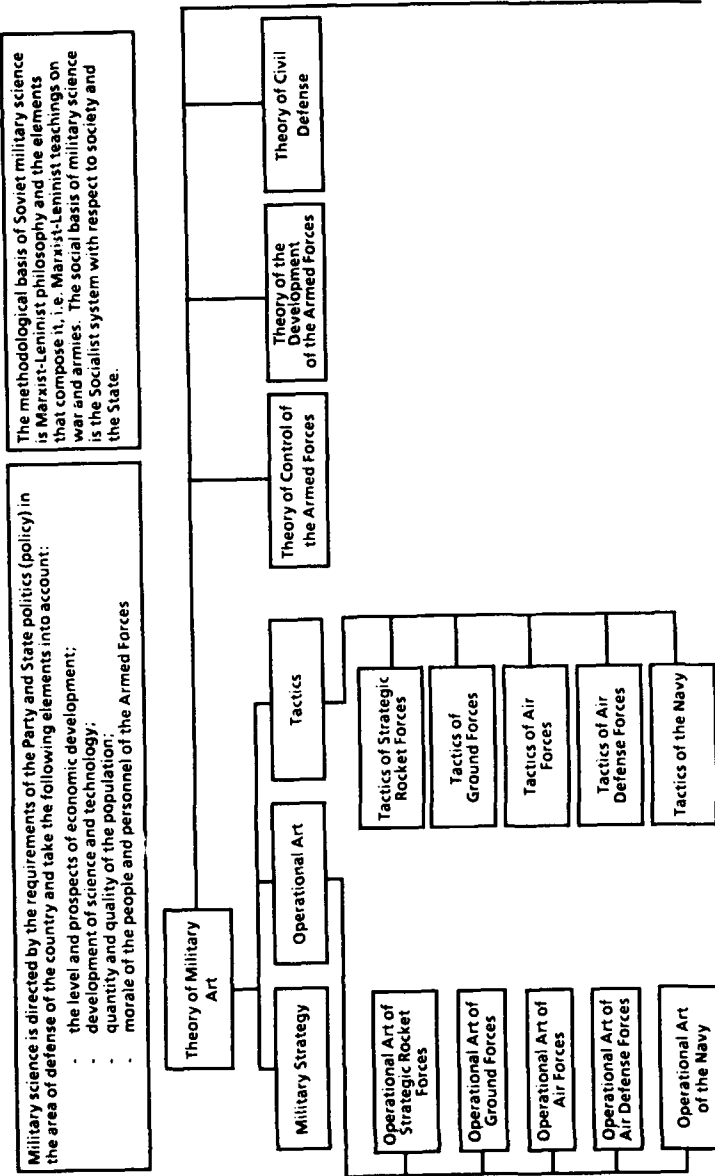 Military science is directed by the requirements of the Party and State politics (policy) in
the area of defense of the country and take the following elements into account:
- the level and prospects of economic development;
- development of science and technology;
- quantity and quality of the population;
- morale of the people and personnel of the Armed Forces
The methodological basis of Soviet military science
is Marxist-Leninist philosophy and the elements
that compose it, i.e. Marxist-Leninist teachings on
war and armies. The social basis of military science
is the Socialist system with respect to society and
the State.
Theory of Military
Art
Theory of Control of
the Armed Forces
Theory of the
Development
of the Armed Forces
Theory of Civil
Defense
Military Strategy
Operational Art
Tactics
Operational Art of
Strategic Rocket
Forces
Operational Art of
Ground Forces
Operational Art of
Air Forces
Operational Art of
Air Defense Forces
Operational Art
of the Navy
Tactics of Strategic
Rocket Forces
Tactics of
Ground Forces
Tactics of Air
Forces
Tactics of Air
Defense Forces
Tactics of the Navy